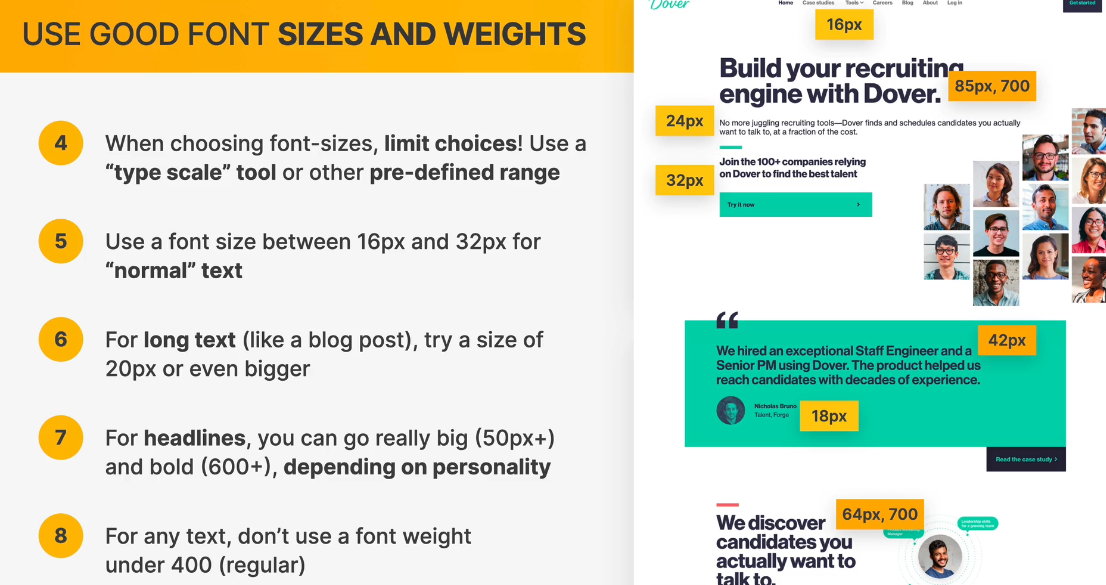 USE GOOD FONT SIZES AND WEIGHTS
4
When choosing font-sizes, limit choices! Use a
“type scale” tool or other pre-defined range
5
Use a font size between 16px and 32px for
“normal” text
6
For long text (like a blog post), try a size of
20px or even bigger
7
For headlines, you can go really big (50px+)
and bold (600+), depending on personality
8
For any text, don’t use a font weight
under 400 (regular)
Dover
Home Case studies Tools Careers Blog About Log in
Get started
16px
Build your recruiting
engine with Dover.
85px, 700
24px
No more juggling recruiting tools—Dover finds and schedules candidates you actually
want to talk to, at a fraction of the cost.
32px
Join the 100+ companies relying
on Dover to find the best talent
Try it now
“
42px
We hired an exceptional Staff Engineer and a
Senior PM using Dover. The product helped us
reach candidates with decades of experience.
Nicholas Bruno
Talent, Forge
18px
Read the case study
64px, 700
We discover
candidates you
actually want to
talk to.
Leadership skills
for a growing team